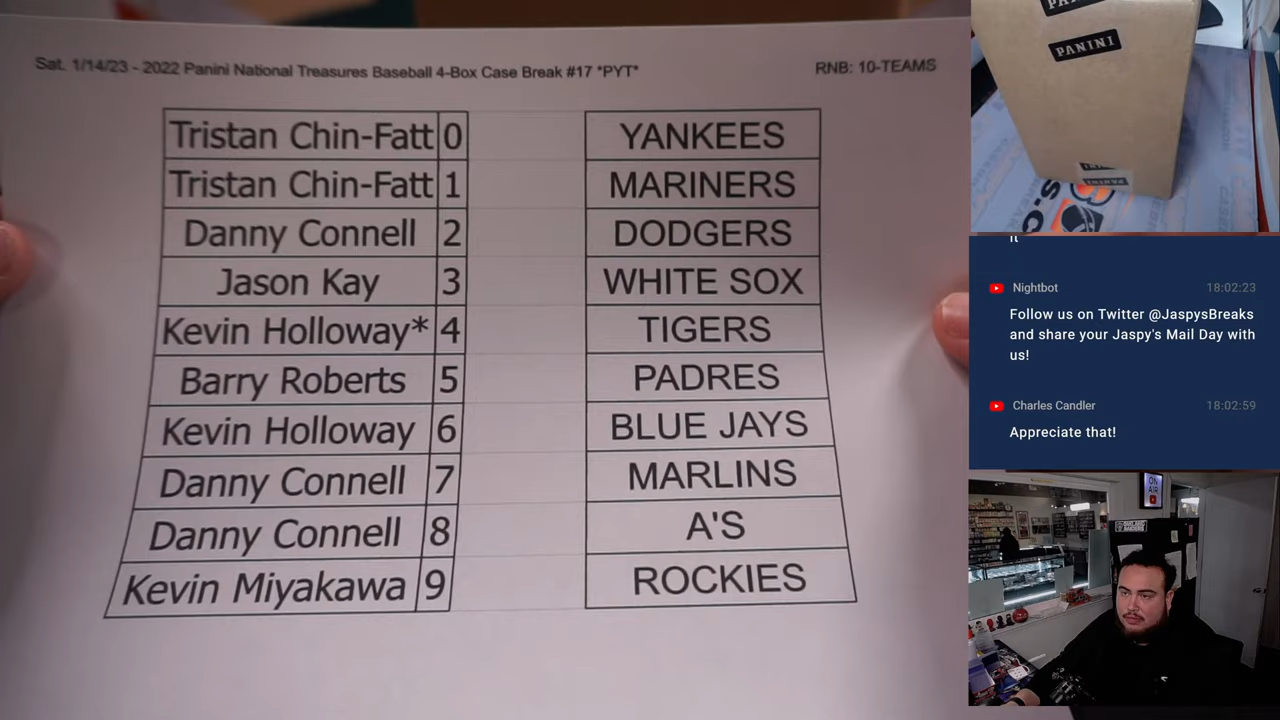 Sat. 1/14/23 - 2022 Panini National Treasures Baseball 4-Box Case Break #17 *PYT*
RNB: 10-TEAMS
Tristan Chin-Fatt 0 YANKEES
Tristan Chin-Fatt 1 MARINERS
Danny Connell 2 DODGERS
Jason Kay 3 WHITE SOX
Kevin Holloway* 4 TIGERS
Barry Roberts 5 PADRES
Kevin Holloway 6 BLUE JAYS
Danny Connell 7 MARLINS
Danny Connell 8 A'S
Kevin Miyakawa 9 ROCKIES
PANINI
it
Nightbot 18:02:23
Follow us on Twitter @JaspysBreaks
and share your Jaspy's Mail Day with
us!
Charles Candler 18:02:59
Appreciate that!
ON
AIR